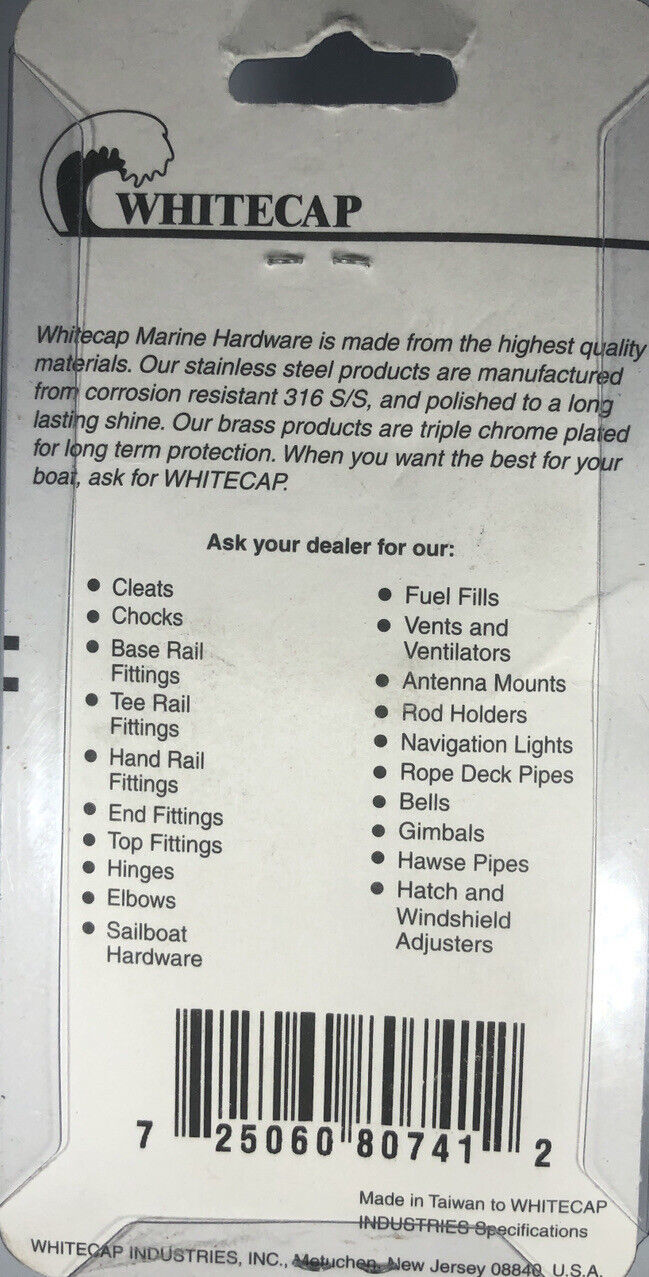 WHITECAP
Whitecap Marine Hardware is made from the highest quality
materials. Our stainless steel products are manufactured
from corrosion resistant 316 S/S, and polished to a long
lasting shine. Our brass products are triple chrome plated
for long term protection. When you want the best for your
boat, ask for WHITECAP.
Ask your dealer for our:
● Cleats
● Chocks
● Base Rail
Fittings
● Tee Rail
Fittings
● Hand Rail
Fittings
● End Fittings
● Top Fittings
● Hinges
● Elbows
● Sailboat
Hardware
● Fuel Fills
● Vents and
Ventilators
● Antenna Mounts
● Rod Holders
● Navigation Lights
● Rope Deck Pipes
● Bells
● Gimbals
● Hawse Pipes
● Hatch and
Windshield
Adjusters
7 25060 80741 2
Made in Taiwan to WHITECAP
INDUSTRIES Specifications
WHITECAP INDUSTRIES, INC., Metuchen, New Jersey 08840, U.S.A.